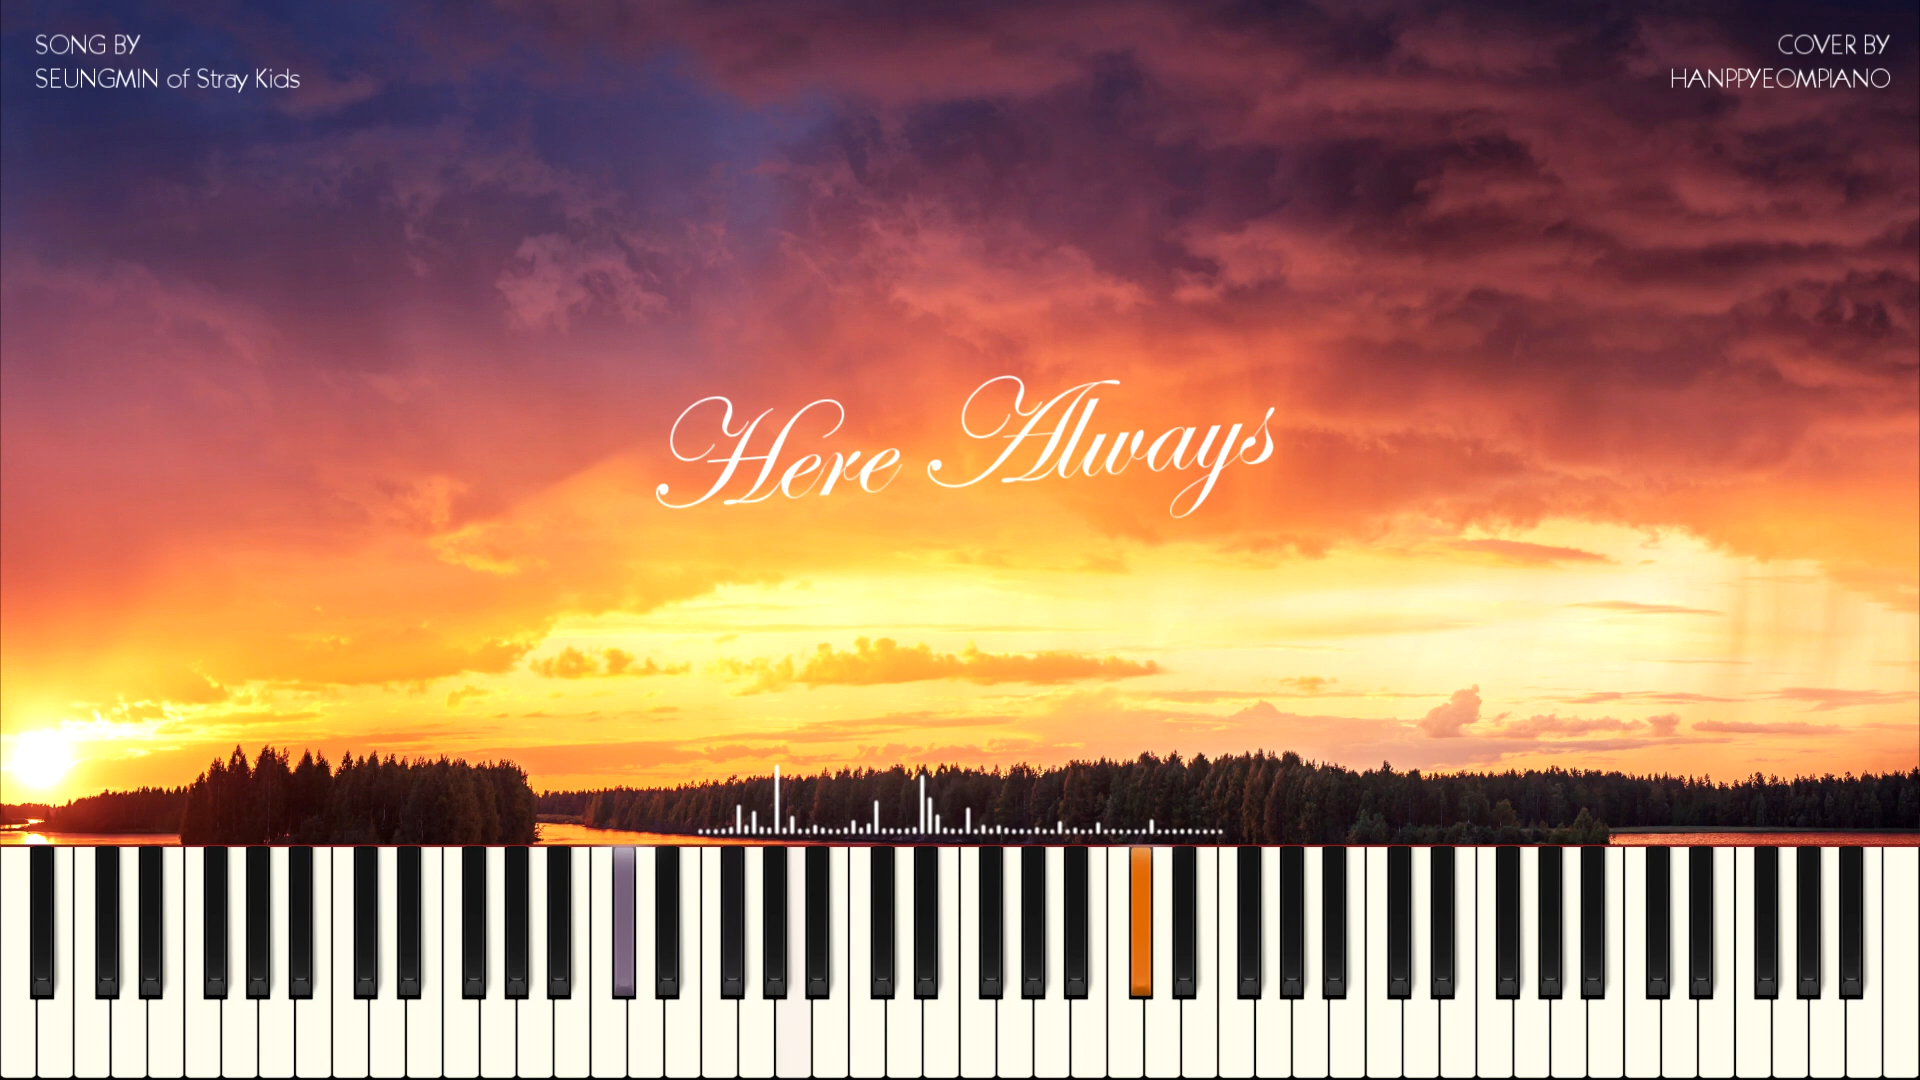 SONG BY
SEUNGMIN of Stray Kids
COVER BY
HANPPYEOMPIANO
Here Always